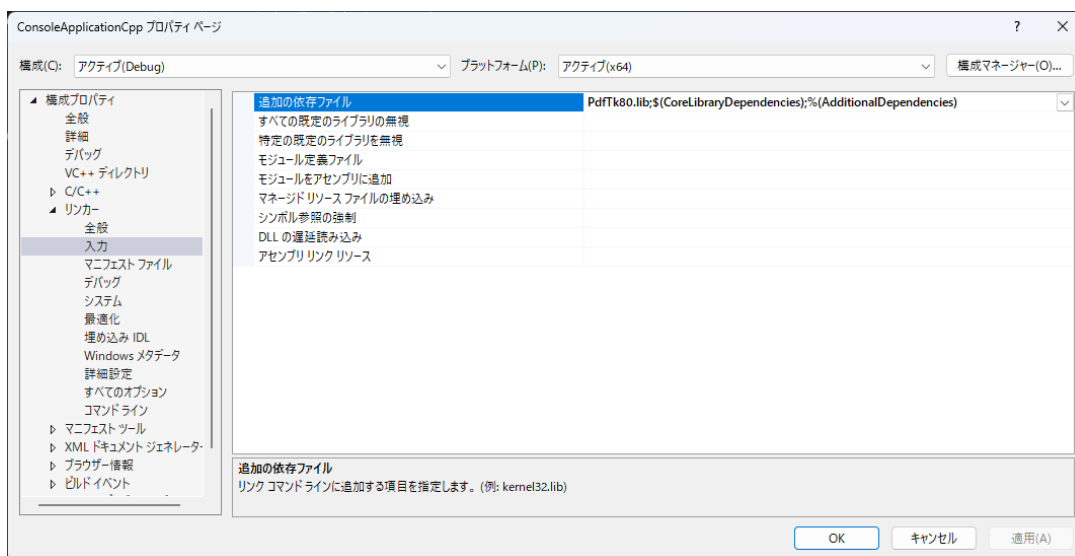 ConsoleApplicationCpp プロパティ ページ
構成(C): アクティブ(Debug) プラットフォーム(P): アクティブ(x64) 構成マネージャー(O)...
構成プロパティ
全般
詳細
デバッグ
VC++ ディレクトリ
C/C++
リンカー
全般
入力
マニフェスト ファイル
デバッグ
システム
最適化
埋め込み IDL
Windows メタデータ
詳細設定
すべてのオプション
コマンド ライン
マニフェスト ツール
XML ドキュメント ジェネレーター
ブラウザー情報
ビルド イベント
追加の依存ファイル PdfTk80.lib;$(CoreLibraryDependencies);%(AdditionalDependencies)
すべての既定のライブラリの無視
特定の既定のライブラリを無視
モジュール定義ファイル
モジュールをアセンブリに追加
マネージド リソース ファイルの埋め込み
シンボル参照の強制
DLL の遅延読み込み
アセンブリ リンク リソース
追加の依存ファイル
リンク コマンド ラインに追加する項目を指定します。(例: kernel32.lib)
OK キャンセル 適用(A)